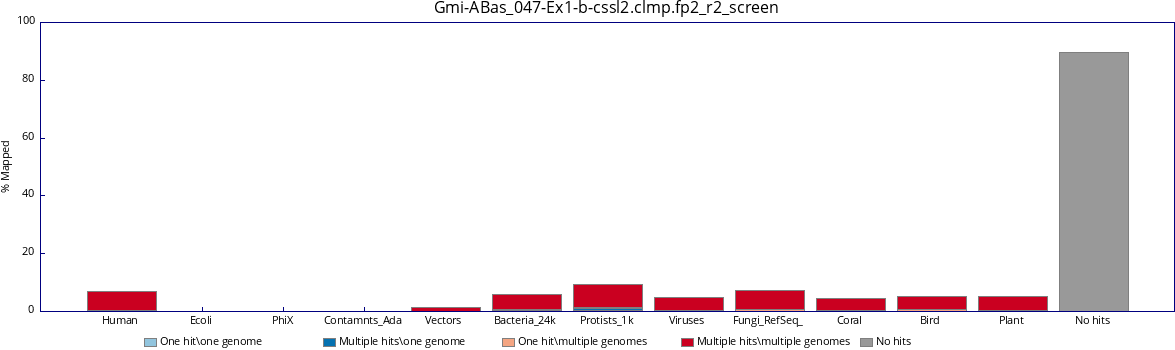 Gmi-ABas_047-Ex1-b-cssl2.clmp.fp2_r2_screen
100
80
60
40
20
0
% Mapped
Human Ecoli PhiX Contamnts_Ada Vectors Bacteria_24k Protists_1k Viruses Fungi_RefSeq_ Coral Bird Plant No hits
One hit\one genome Multiple hits\one genome One hit\multiple genomes Multiple hits\multiple genomes No hits